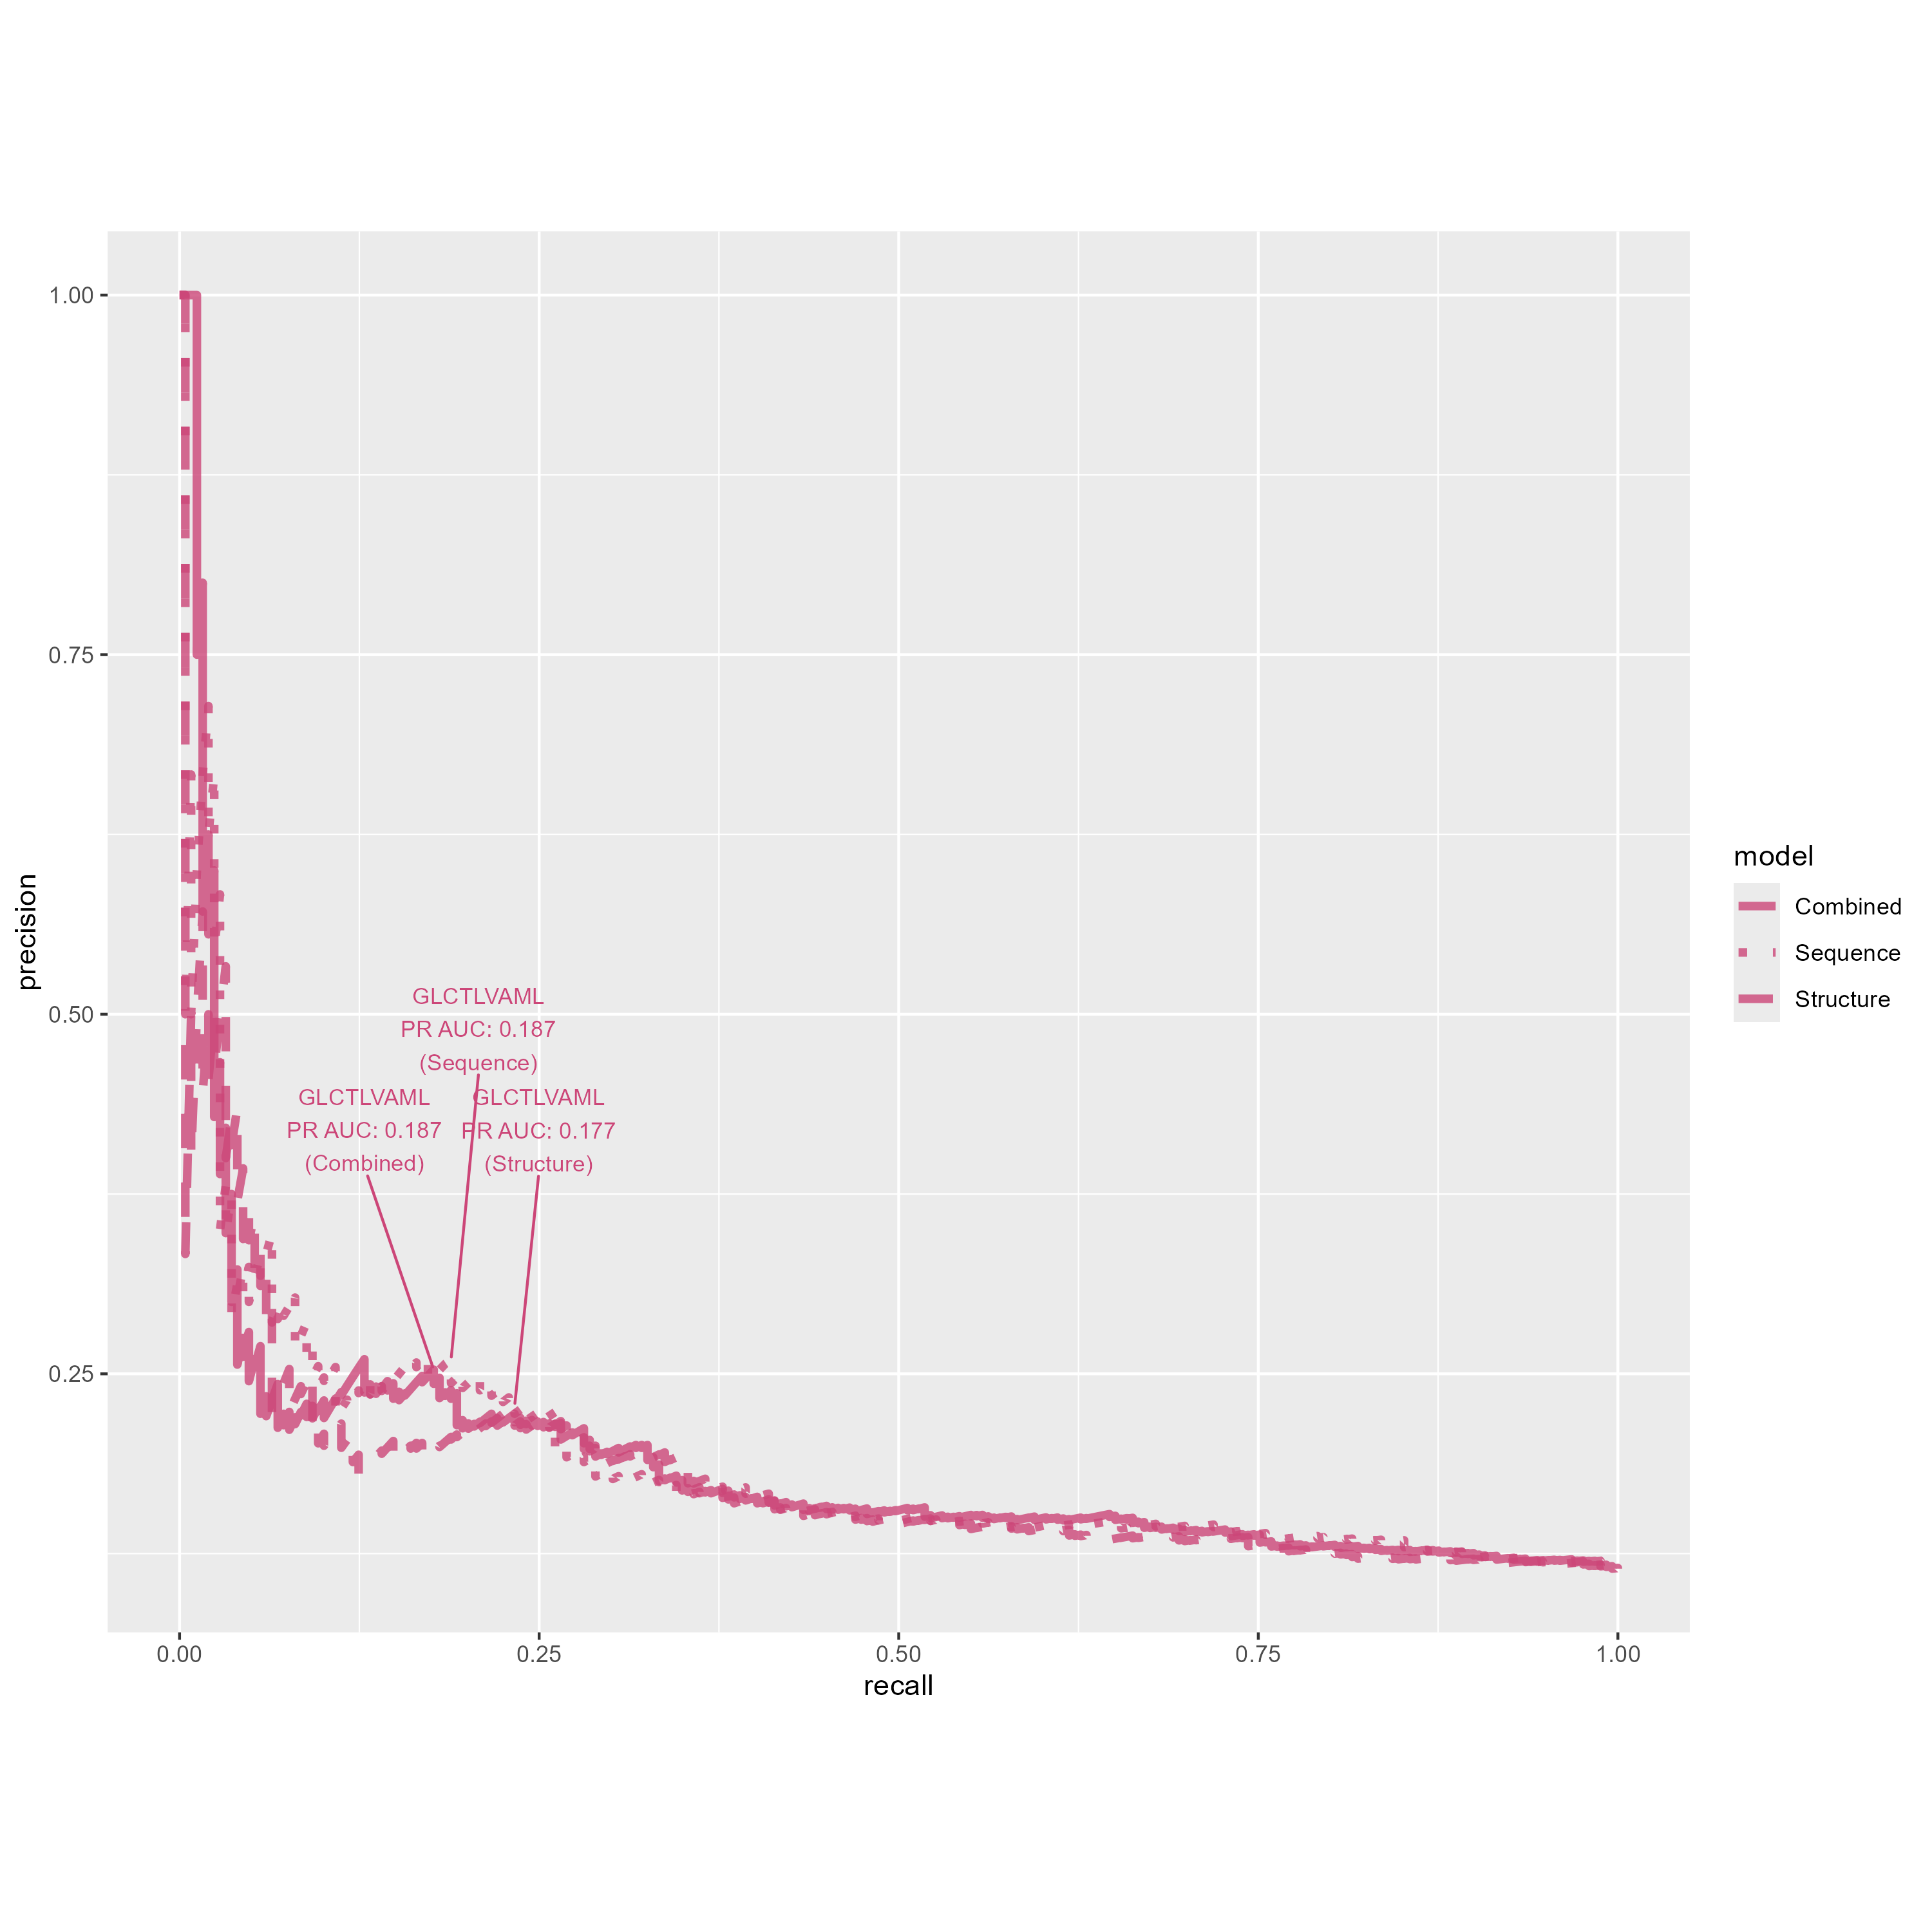 1.00
0.75
0.50
0.25
precision
GLCTLVAML
PR AUC: 0.187
(Sequence)
GLCTLVAML
PR AUC: 0.187
(Combined)
GLCTLVAML
PR AUC: 0.177
(Structure)
0.00
0.25
0.50
0.75
1.00
recall
model
Combined
Sequence
Structure